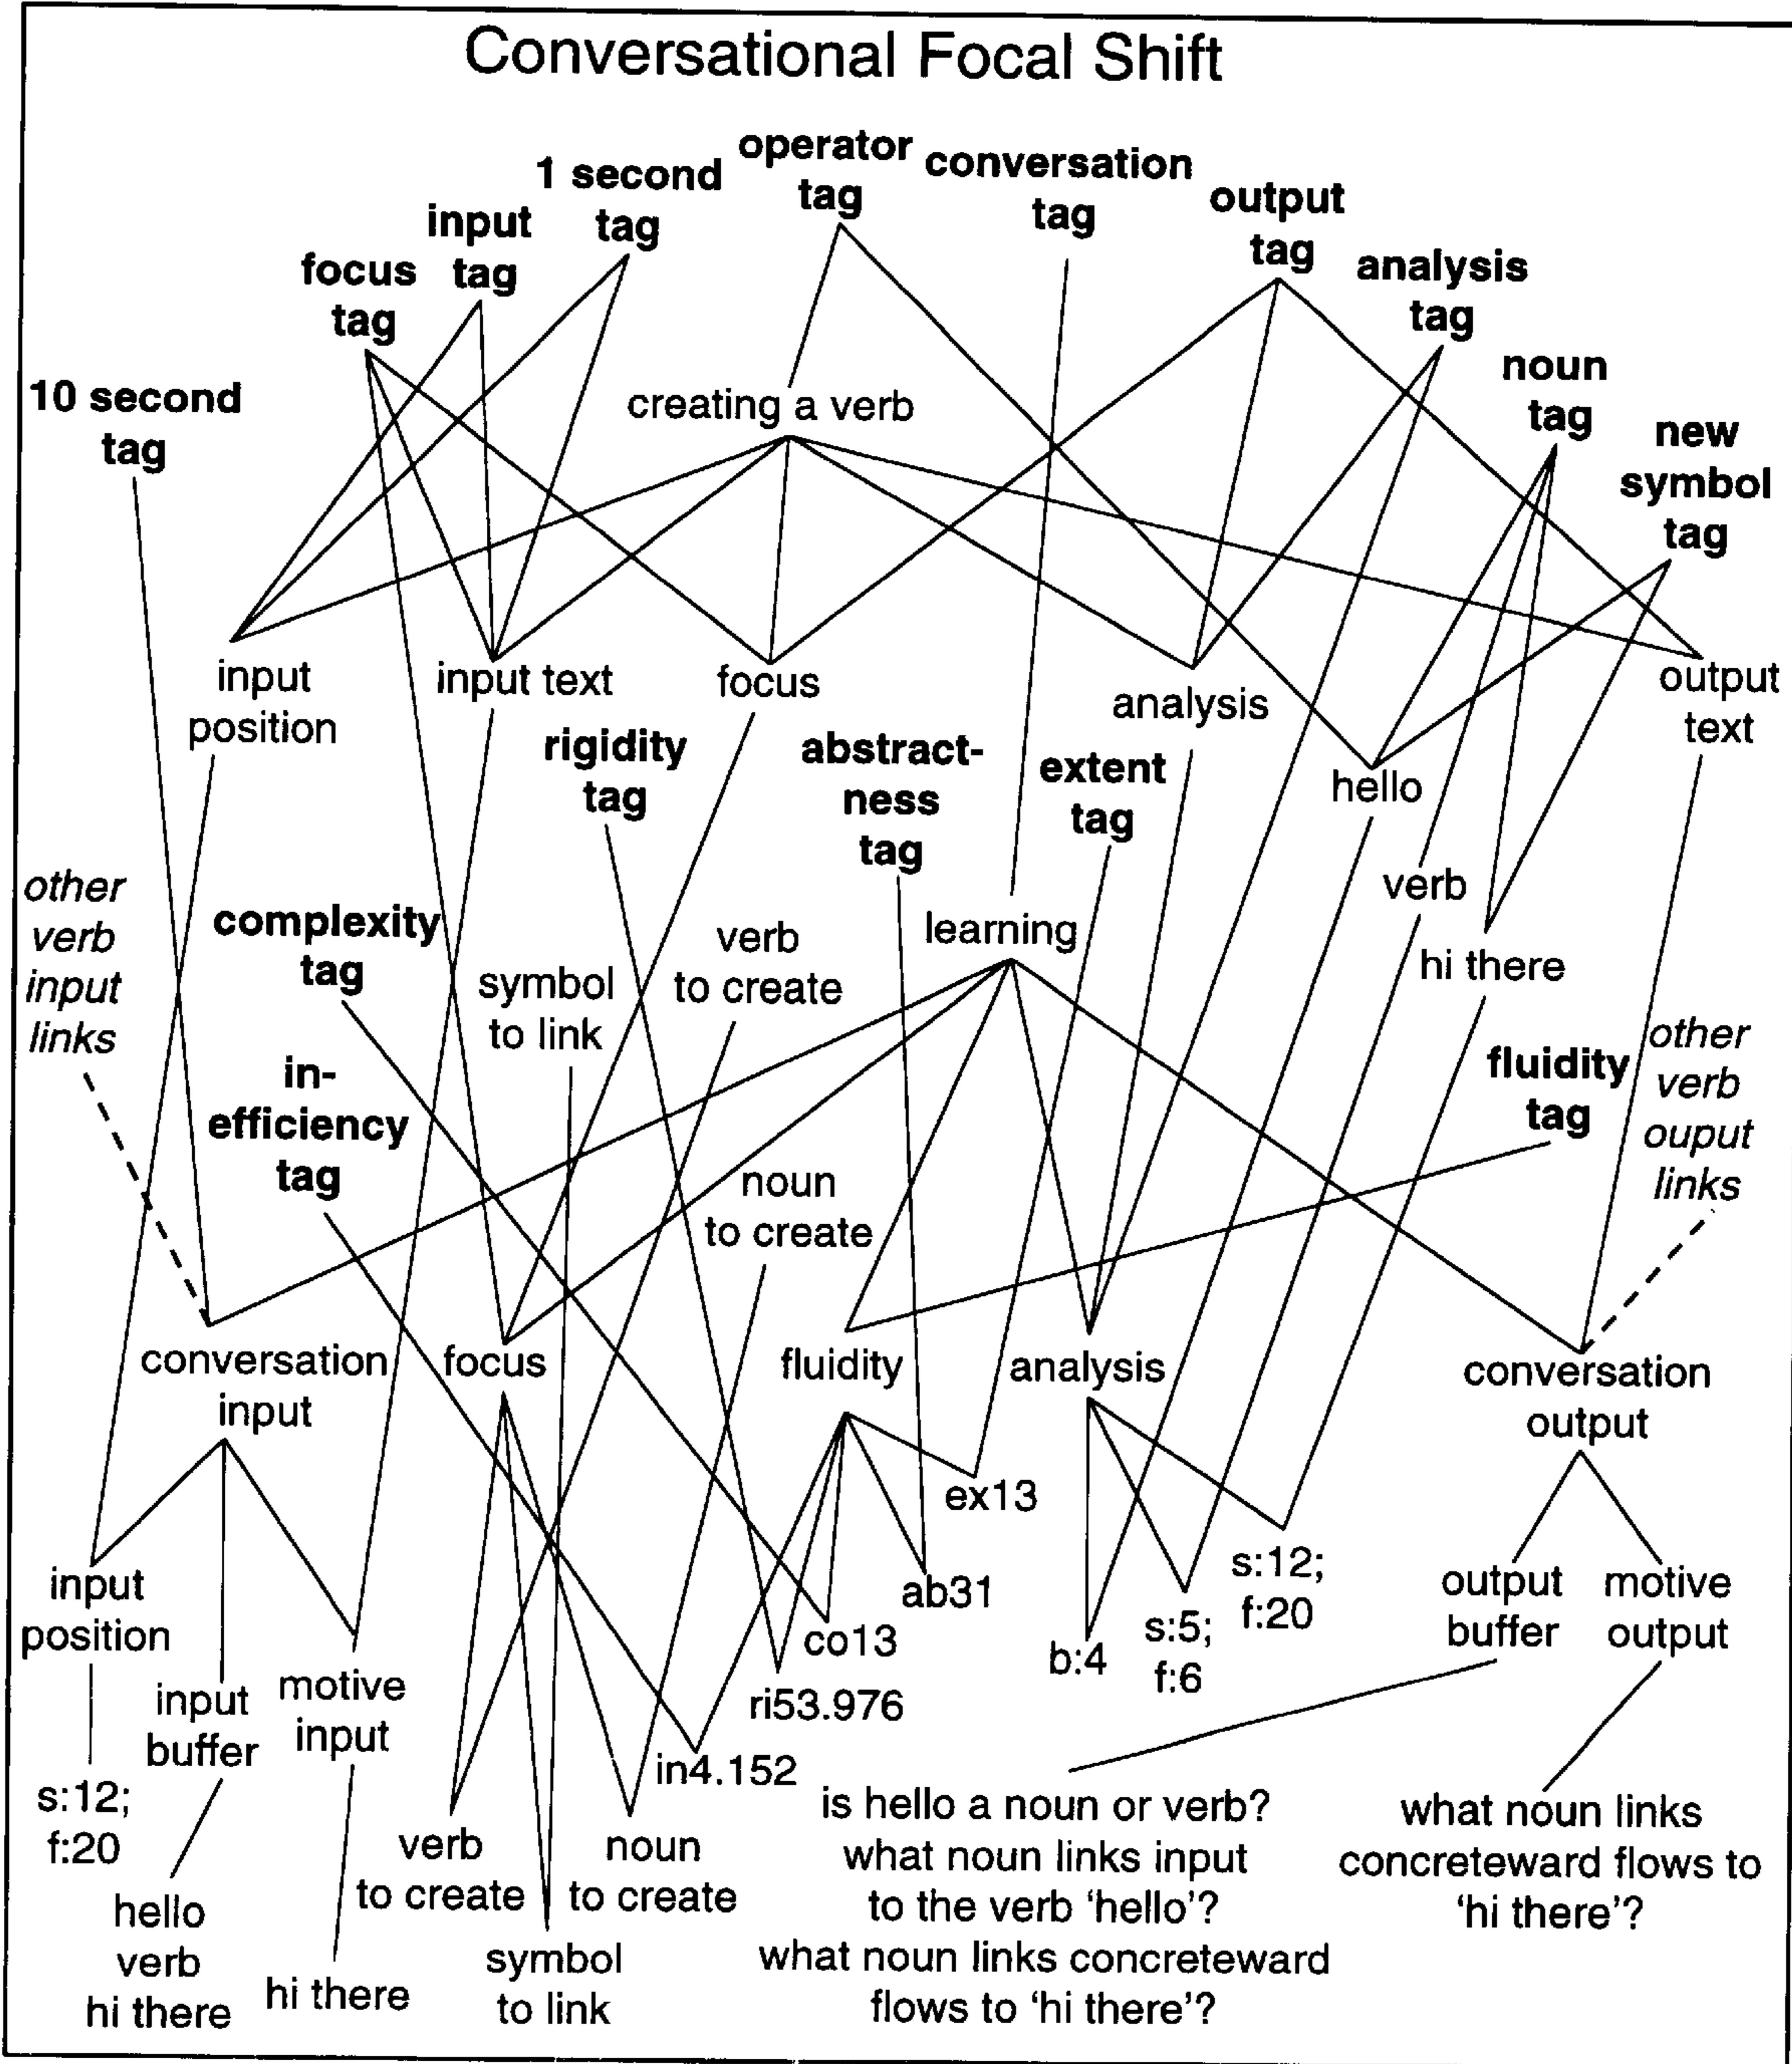 Conversational Focal Shift
operator
tag
conversation
tag
1 second
tag
output
tag
input
tag
analysis
tag
focus
tag
noun
tag
10 second
tag
creating a verb
new
symbol
tag
input
position
input text
focus
analysis
output
text
rigidity
tag
abstract-
ness
tag
extent
tag
hello
verb
other
verb
input
links
complexity
tag
verb
to create
learning
hi there
symbol
to link
in-
efficiency
tag
fluidity
tag
other
verb
ouput
links
noun
to create
conversation
input
focus
fluidity
analysis
conversation
output
ex13
input
position
ab31
s:12;
f:20
output
buffer
motive
output
co13
b:4
s:5;
f:6
input
buffer
motive
input
ri53.976
in4.152
s:12;
f:20
is hello a noun or verb?
what noun links input
to the verb ‘hello’?
what noun links concreteward
flows to ‘hi there’?
what noun links
concreteward flows to
‘hi there’?
verb
to create
noun
to create
hello
verb
hi there
hi there
symbol
to link